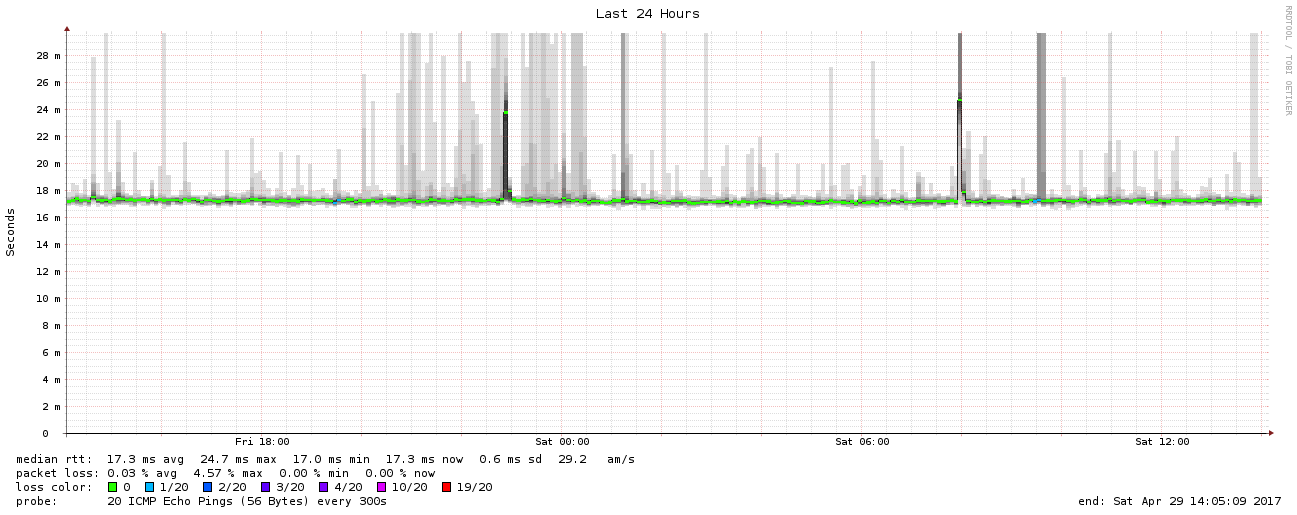 Last 24 Hours
RRDTOOL / TOBI OETIKER
Seconds
28 m
26 m
24 m
22 m
20 m
18 m
16 m
14 m
12 m
10 m
8 m
6 m
4 m
2 m
0
Fri 18:00 Sat 00:00 Sat 06:00 Sat 12:00
median rtt: 17.3 ms avg 24.7 ms max 17.0 ms min 17.3 ms now 0.6 ms sd 29.2 am/s
packet loss: 0.03 % avg 4.57 % max 0.00 % min 0.00 % now
loss color: 0 1/20 2/20 3/20 4/20 10/20 19/20
probe: 20 ICMP Echo Pings (56 Bytes) every 300s end: Sat Apr 29 14:05:09 2017